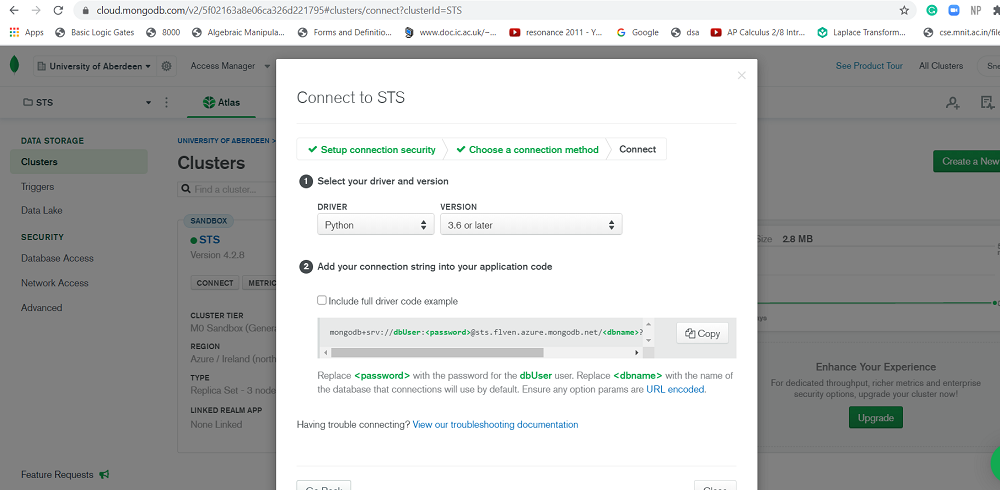 cloud.mongodb.com/v2/5f02163a8e06ca326d221795#clusters/connect?clusterId=STS
NP
Apps
Basic Logic Gates
8000
Algebraic Manipula...
Forms and Definitio...
www.doc.ic.ac.uk/~...
resonance 2011 - Y...
Google
dsa
AP Calculus 2/8 Intr...
Laplace Transform...
cse.mnit.ac.in/file
University of Aberdeen
Access Manager
See Product Tour
All Clusters
STS
Atlas
DATA STORAGE
Clusters
Triggers
Data Lake
SECURITY
Database Access
Network Access
Advanced
Feature Requests
UNIVERSITY OF ABERDEEN >
Clusters
Find a cluster...
SANDBOX
STS
Version 4.2.8
CONNECT
METRIC
CLUSTER TIER
M0 Sandbox (Gener
REGION
Azure / Ireland (north
TYPE
Replica Set - 3 node
LINKED REALM APP
None Linked
Connect to STS
Setup connection security
Choose a connection method
Connect
1 Select your driver and version
DRIVER
VERSION
Python
3.6 or later
2 Add your connection string into your application code
Include full driver code example
mongodb+srv://dbUser:<password>@sts.flven.azure.mongodb.net/<dbname>?
Copy
Replace <password> with the password for the dbUser user. Replace <dbname> with the name of
the database that connections will use by default. Ensure any option params are URL encoded.
Having trouble connecting? View our troubleshooting documentation
Go Back
Close
Create a New
Size 2.8 MB
Enhance Your Experience
For dedicated throughput, richer metrics and enterprise
security options, upgrade your cluster now!
Upgrade